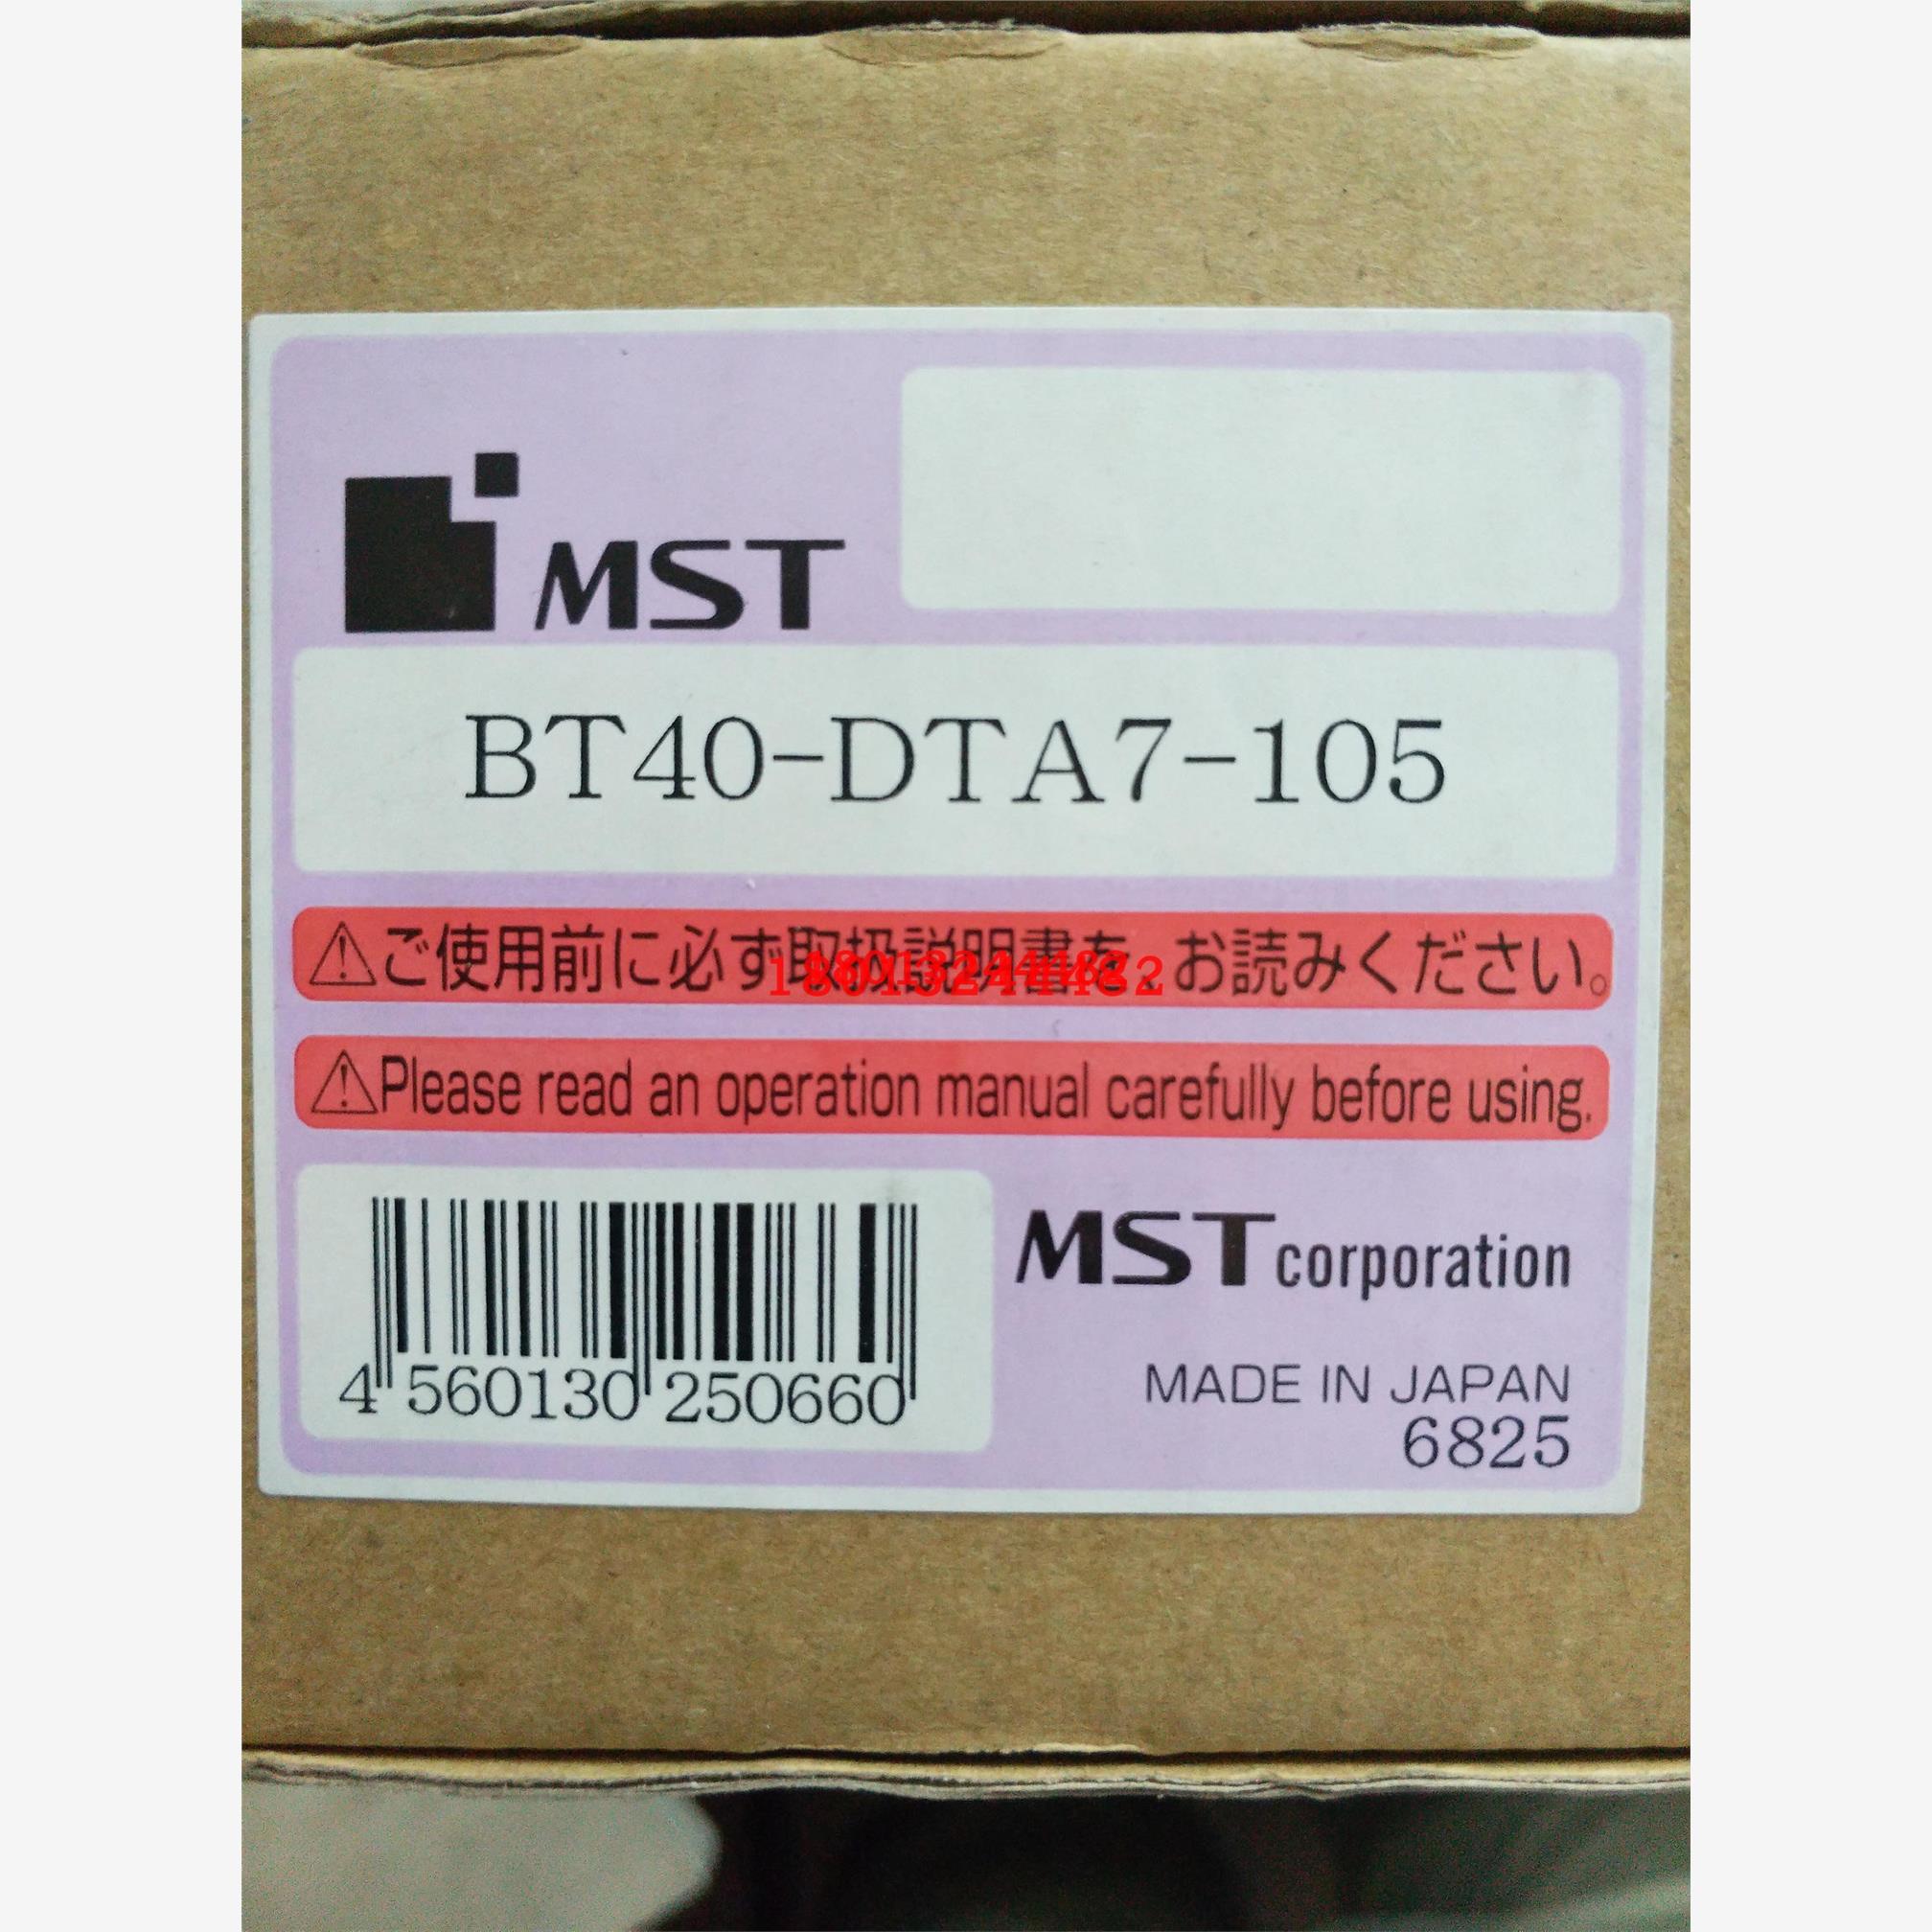 MST
BT40-DTA7-105
⚠ご使用前に必ず取扱説明書を、お読みください。
18013244482
⚠Please read an operation manual carefully before using.
4 560130 250660
MST corporation
MADE IN JAPAN
6825